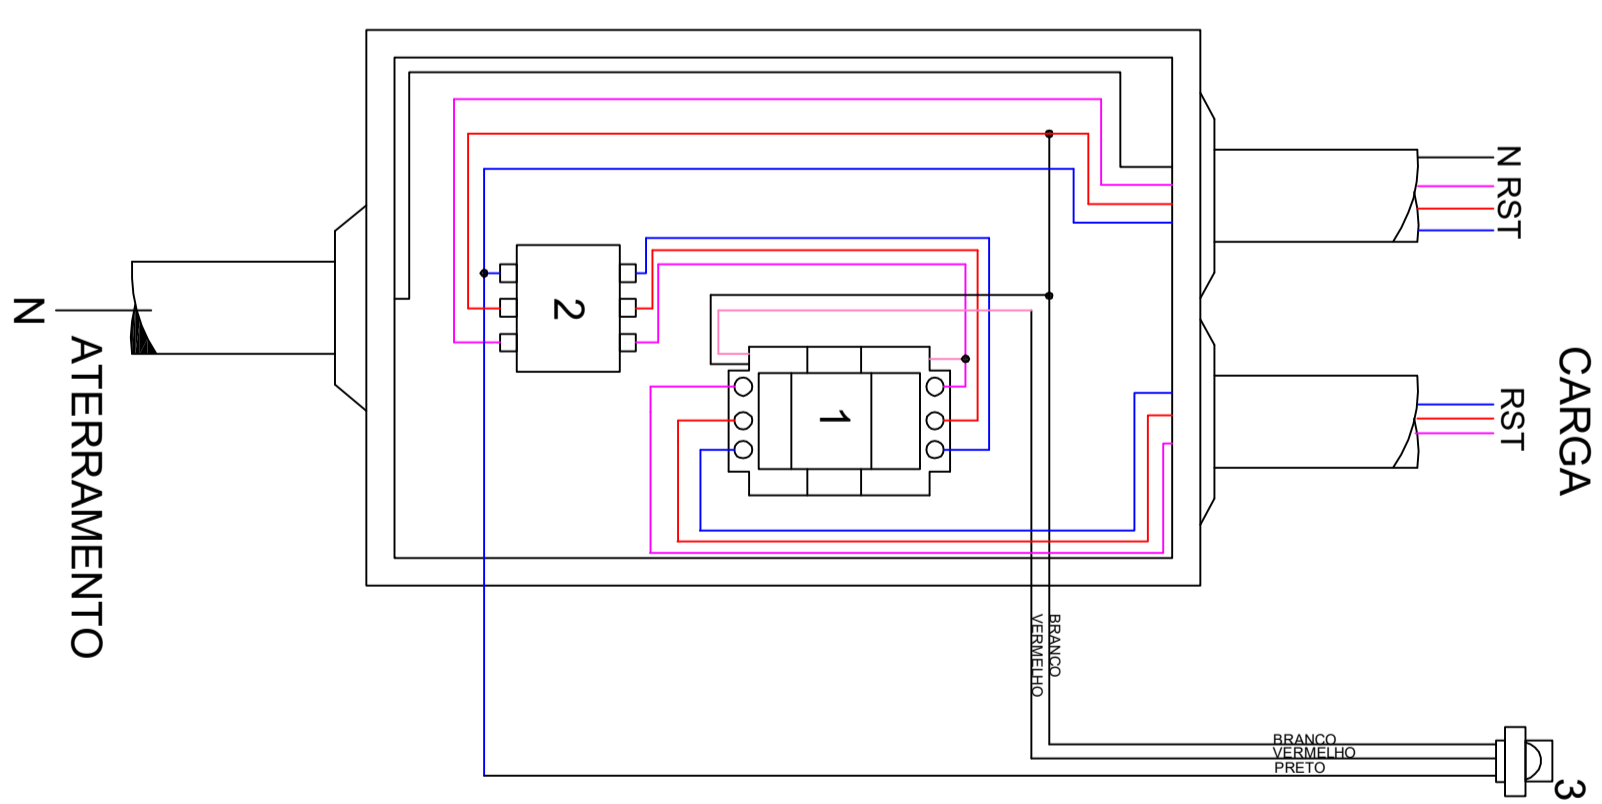 N RST
CARGA
RST
2
1
N
ATERRAMENTO
BRANCO
VERMELHO
BRANCO
VERMELHO
PRETO
3